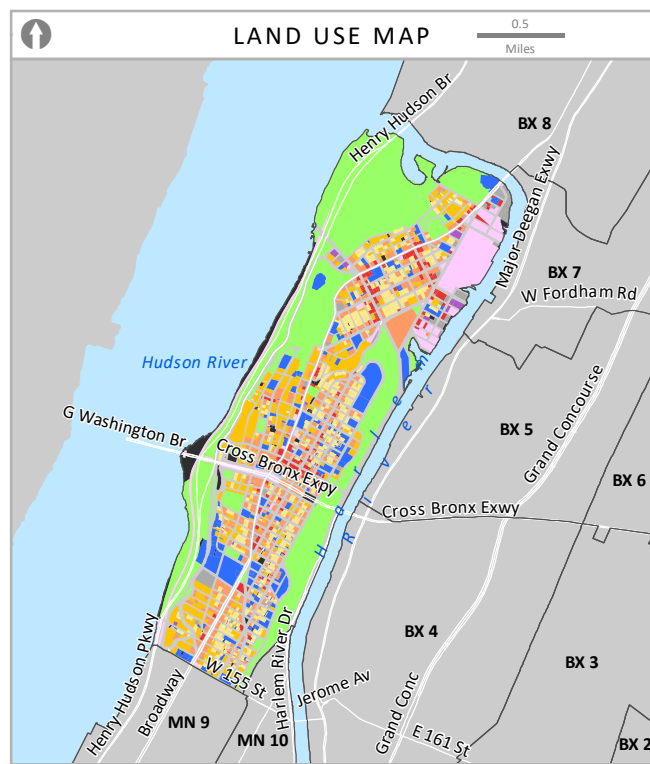 LAND USE MAP
0.5
Miles
Henry Hudson Br
BX 8
Major Deegan Exwy
BX 7
W Fordham Rd
Hudson River
Harlem
River
G Washington Br
Cross Bronx Expy
BX 5
Grand Concourse
BX 6
Cross Bronx Exwy
BX 4
BX 3
Henry Hudson Pkwy
Broadway
W 155 St
Harlem River Dr
Jerome Av
Grand Conc
E 161 St
MN 9
MN 10
BX 2